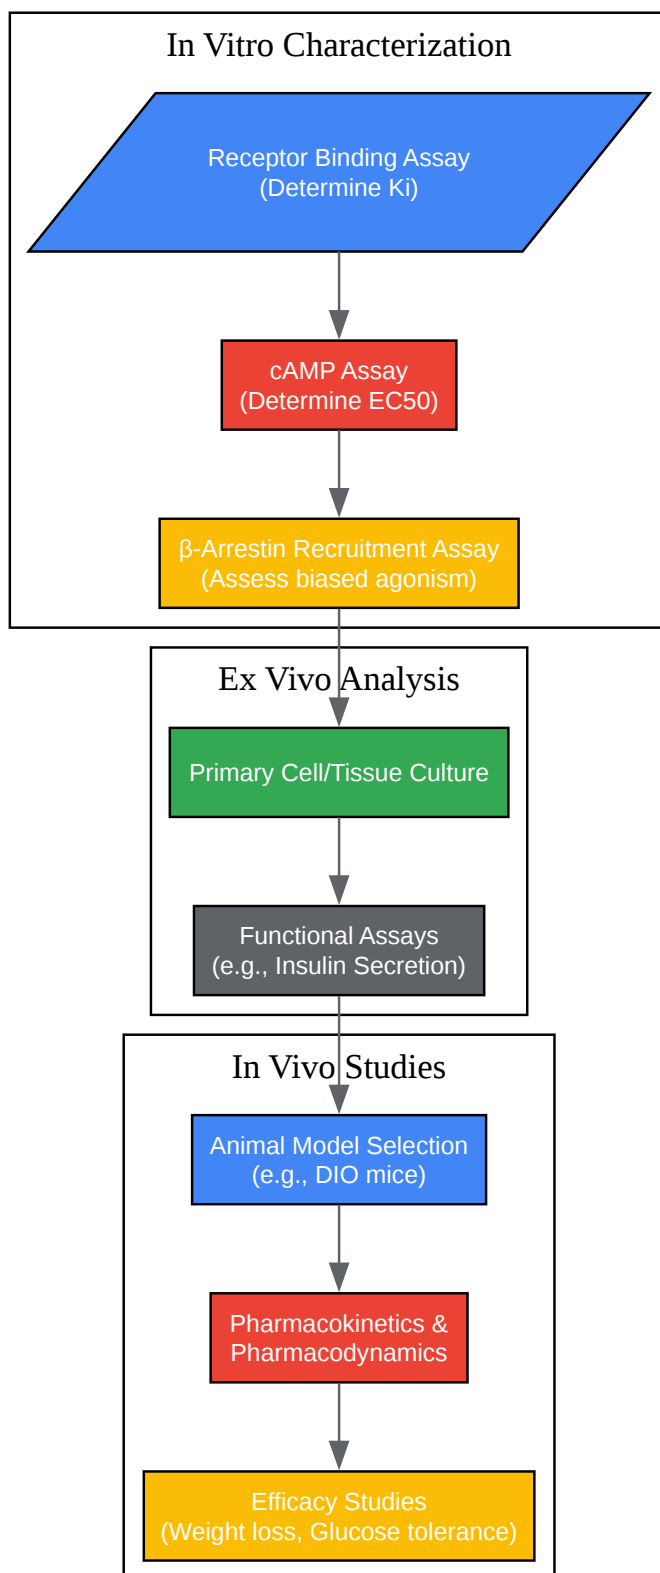 In Vitro Characterization
Receptor Binding Assay
(Determine Ki)
cAMP Assay
(Determine EC50)
β-Arrestin Recruitment Assay
(Assess biased agonism)
Ex Vivo Analysis
Primary Cell/Tissue Culture
Functional Assays
(e.g., Insulin Secretion)
In Vivo Studies
Animal Model Selection
(e.g., DIO mice)
Pharmacokinetics &
Pharmacodynamics
Efficacy Studies
(Weight loss, Glucose tolerance)